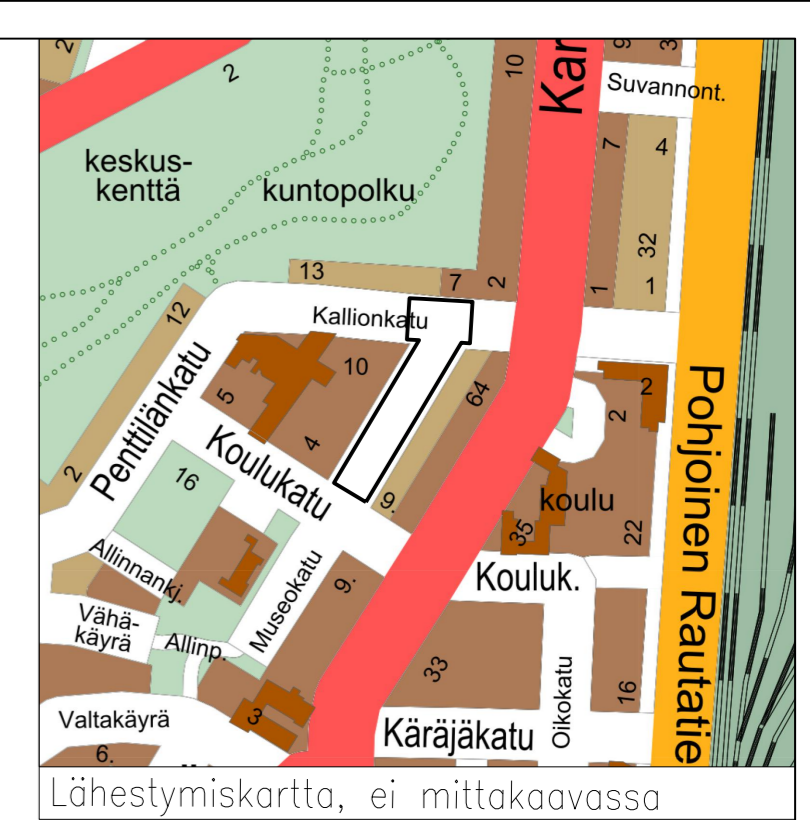 2
2
10
Kar
9
3
Suvannont.
keskus-
kenttä
kuntopolku
7
4
32
1
1
13
7
2
12
Kallionkatu
Penttilänkatu
10
5
4
64
2
2
Pohjoinen Rautatie
Koulukatu
2
16
9.
koulu
35
22
Allinnankj.
Museokatu
9.
Kouluk.
Vähä-
käyrä
Allinp.
33
Oikokatu
16
Valtakäyrä
3
Käräjäkatu
6.
Lähestymiskartta, ei mittakaavassa